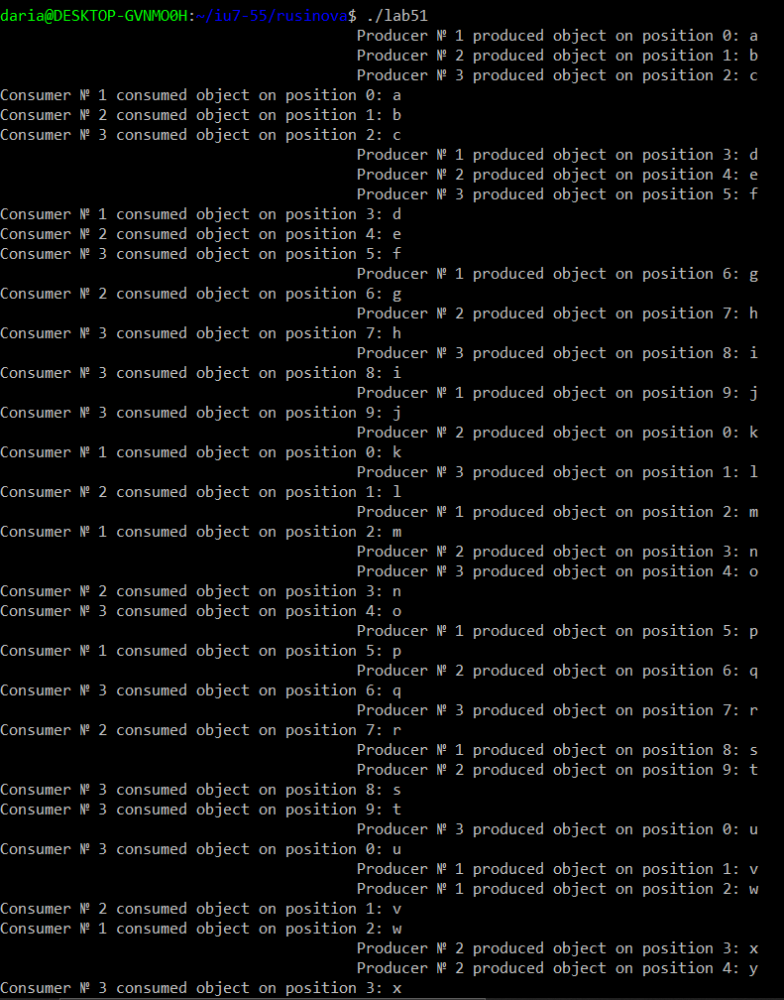 daria@DESKTOP-GVNMO0H:~/iu7-55/rusinova$ ./lab51
Producer № 1 produced object on position 0: a
Producer № 2 produced object on position 1: b
Producer № 3 produced object on position 2: c
Consumer № 1 consumed object on position 0: a
Consumer № 2 consumed object on position 1: b
Consumer № 3 consumed object on position 2: c
Producer № 1 produced object on position 3: d
Producer № 2 produced object on position 4: e
Producer № 3 produced object on position 5: f
Consumer № 1 consumed object on position 3: d
Consumer № 2 consumed object on position 4: e
Consumer № 3 consumed object on position 5: f
Producer № 1 produced object on position 6: g
Consumer № 2 consumed object on position 6: g
Producer № 2 produced object on position 7: h
Consumer № 3 consumed object on position 7: h
Producer № 3 produced object on position 8: i
Consumer № 3 consumed object on position 8: i
Producer № 1 produced object on position 9: j
Consumer № 3 consumed object on position 9: j
Producer № 2 produced object on position 0: k
Consumer № 1 consumed object on position 0: k
Producer № 3 produced object on position 1: l
Consumer № 2 consumed object on position 1: l
Producer № 1 produced object on position 2: m
Consumer № 1 consumed object on position 2: m
Producer № 2 produced object on position 3: n
Producer № 3 produced object on position 4: o
Consumer № 2 consumed object on position 3: n
Consumer № 3 consumed object on position 4: o
Producer № 1 produced object on position 5: p
Consumer № 1 consumed object on position 5: p
Producer № 2 produced object on position 6: q
Consumer № 3 consumed object on position 6: q
Producer № 3 produced object on position 7: r
Consumer № 2 consumed object on position 7: r
Producer № 1 produced object on position 8: s
Producer № 2 produced object on position 9: t
Consumer № 3 consumed object on position 8: s
Consumer № 3 consumed object on position 9: t
Producer № 3 produced object on position 0: u
Consumer № 3 consumed object on position 0: u
Producer № 1 produced object on position 1: v
Producer № 1 produced object on position 2: w
Consumer № 2 consumed object on position 1: v
Consumer № 1 consumed object on position 2: w
Producer № 2 produced object on position 3: x
Producer № 2 produced object on position 4: y
Consumer № 3 consumed object on position 3: x